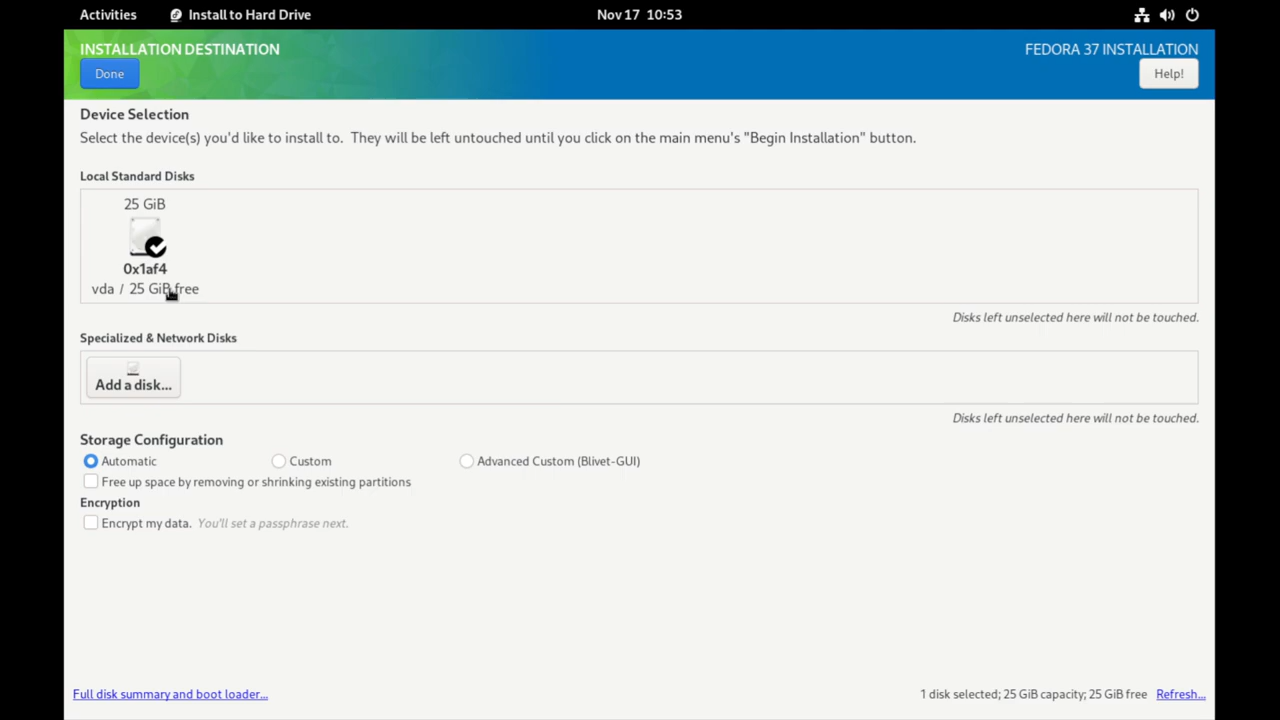 Activities Install to Hard Drive Nov 17 10:53
INSTALLATION DESTINATION FEDORA 37 INSTALLATION
Done Help!
Device Selection
Select the device(s) you'd like to install to. They will be left untouched until you click on the main menu's "Begin Installation" button.
Local Standard Disks
25 GiB
0x1af4
vda / 25 GiB free
Disks left unselected here will not be touched.
Specialized & Network Disks
Add a disk...
Disks left unselected here will not be touched.
Storage Configuration
Automatic Custom Advanced Custom (Blivet-GUI)
Free up space by removing or shrinking existing partitions
Encryption
Encrypt my data. You'll set a passphrase next.
Full disk summary and boot loader... 1 disk selected; 25 GiB capacity; 25 GiB free Refresh...